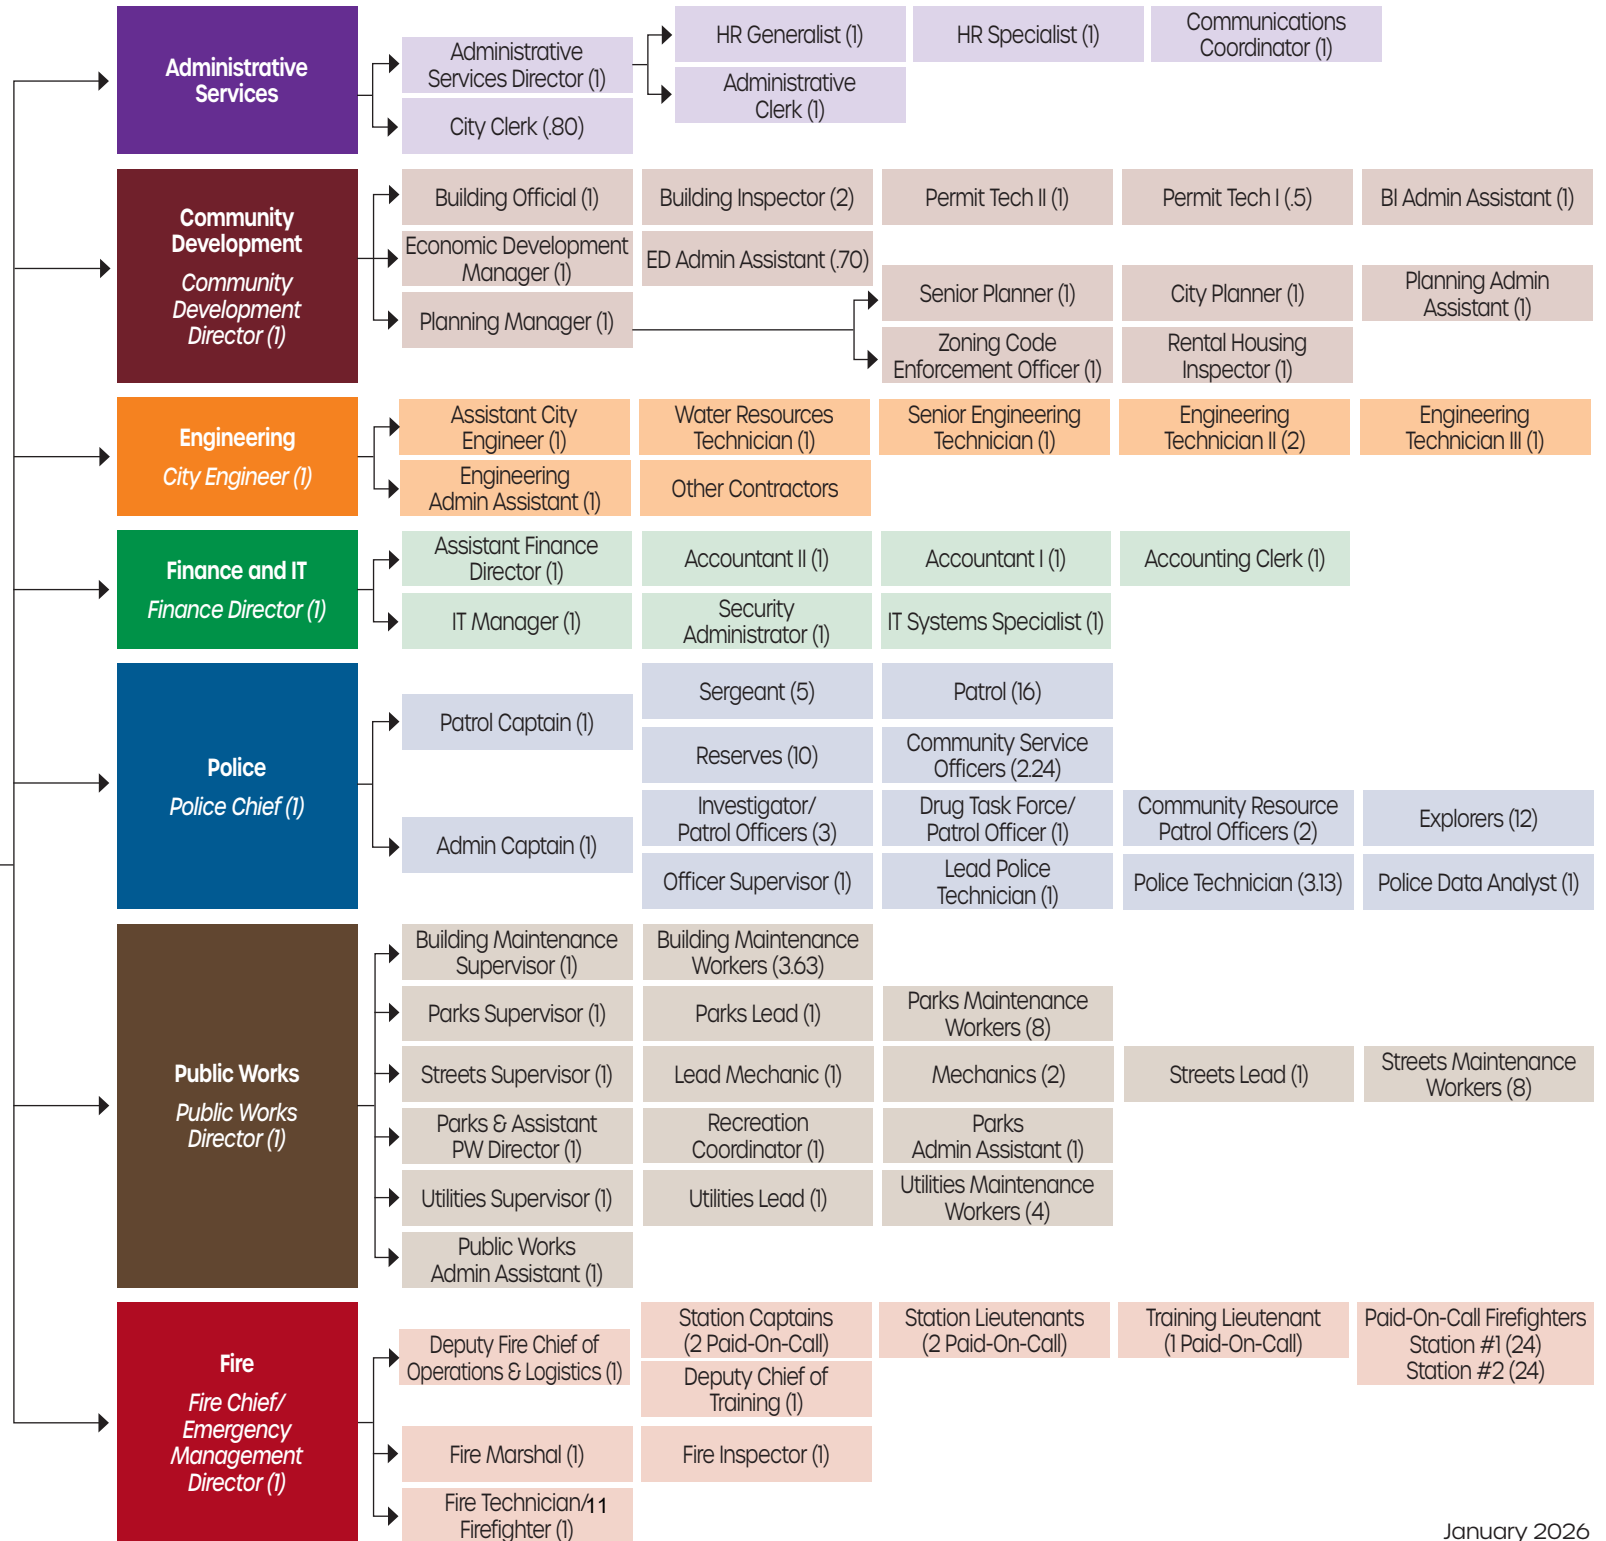 Administrative
Services
Administrative
Services Director (1)
City Clerk (.80)
HR Generalist (1)
HR Specialist (1)
Communications
Coordinator (1)
Administrative
Clerk (1)
Community
Development
Community
Development
Director (1)
Building Official (1)
Building Inspector (2)
Permit Tech II (1)
Permit Tech I (.5)
BI Admin Assistant (1)
Economic Development
Manager (1)
ED Admin Assistant (.70)
Planning Manager (1)
Senior Planner (1)
City Planner (1)
Planning Admin
Assistant (1)
Zoning Code
Enforcement Officer (1)
Rental Housing
Inspector (1)
Engineering
City Engineer (1)
Assistant City
Engineer (1)
Water Resources
Technician (1)
Senior Engineering
Technician (1)
Engineering
Technician II (2)
Engineering
Technician III (1)
Engineering
Admin Assistant (1)
Other Contractors
Finance and IT
Finance Director (1)
Assistant Finance
Director (1)
Accountant II (1)
Accountant I (1)
Accounting Clerk (1)
IT Manager (1)
Security
Administrator (1)
IT Systems Specialist (1)
Police
Police Chief (1)
Patrol Captain (1)
Sergeant (5)
Patrol (16)
Reserves (10)
Community Service
Officers (2.24)
Admin Captain (1)
Investigator/
Patrol Officers (3)
Drug Task Force/
Patrol Officer (1)
Community Resource
Patrol Officers (2)
Explorers (12)
Officer Supervisor (1)
Lead Police
Technician (1)
Police Technician (3.13)
Police Data Analyst (1)
Public Works
Public Works
Director (1)
Building Maintenance
Supervisor (1)
Building Maintenance
Workers (3.63)
Parks Supervisor (1)
Parks Lead (1)
Parks Maintenance
Workers (8)
Streets Supervisor (1)
Lead Mechanic (1)
Mechanics (2)
Streets Lead (1)
Streets Maintenance
Workers (8)
Parks & Assistant
PW Director (1)
Recreation
Coordinator (1)
Parks
Admin Assistant (1)
Utilities Supervisor (1)
Utilities Lead (1)
Utilities Maintenance
Workers (4)
Public Works
Admin Assistant (1)
Fire
Fire Chief/
Emergency
Management
Director (1)
Deputy Fire Chief of
Operations & Logistics (1)
Station Captains
(2 Paid-On-Call)
Station Lieutenants
(2 Paid-On-Call)
Training Lieutenant
(1 Paid-On-Call)
Paid-On-Call Firefighters
Station #1 (24)
Station #2 (24)
Deputy Chief of
Training (1)
Fire Marshal (1)
Fire Inspector (1)
Fire Technician/
Firefighter (1)
11
January 2026